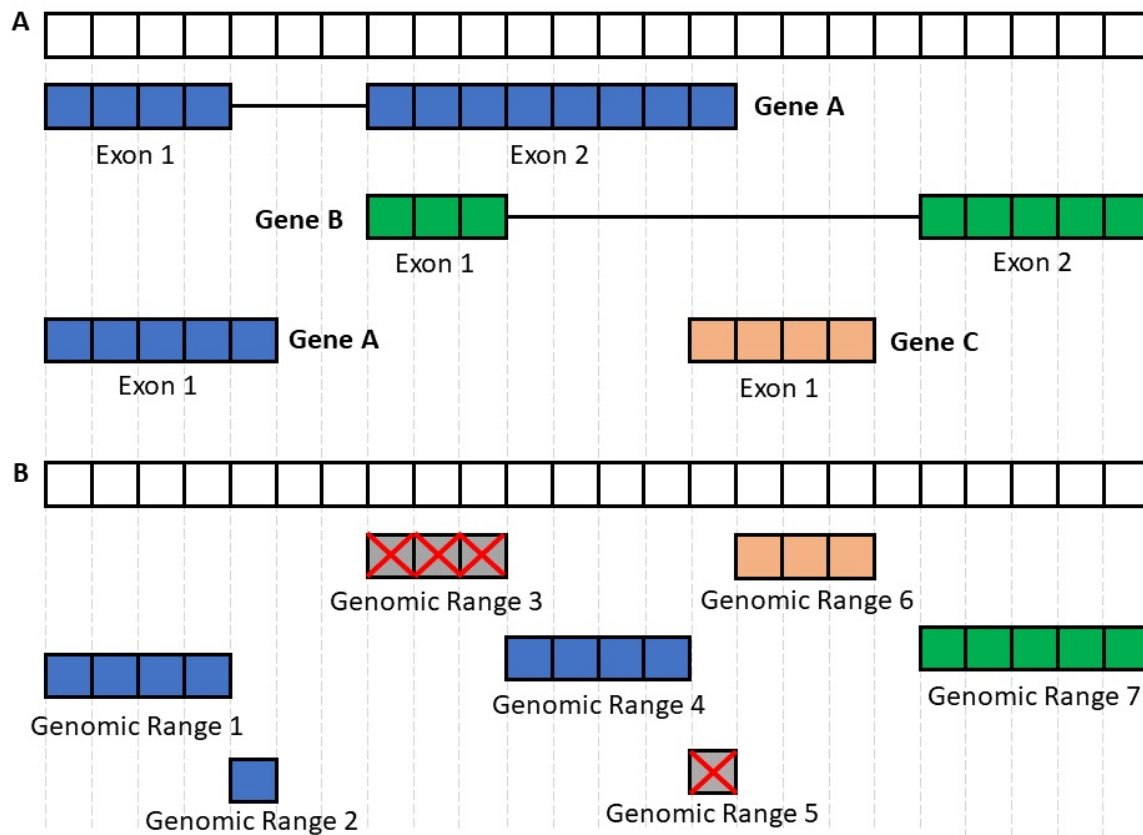 A
Gene A
Exon 1
Exon 2
Gene B
Exon 1
Exon 2
Gene A
Gene C
Exon 1
Exon 1
B
Genomic Range 3
Genomic Range 6
Genomic Range 1
Genomic Range 4
Genomic Range 7
Genomic Range 2
Genomic Range 5